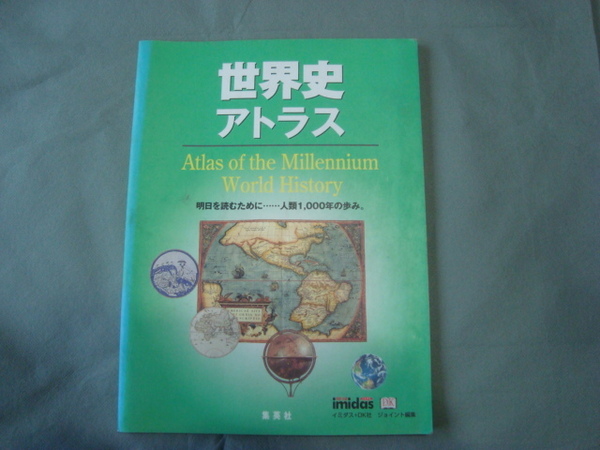 世界史
アトラス
Atlas of the Millennium
World History
明日を読むために……人類1,000年の歩み。
imidas
DK
イミダス・DK社 ジョイント編集
集英社